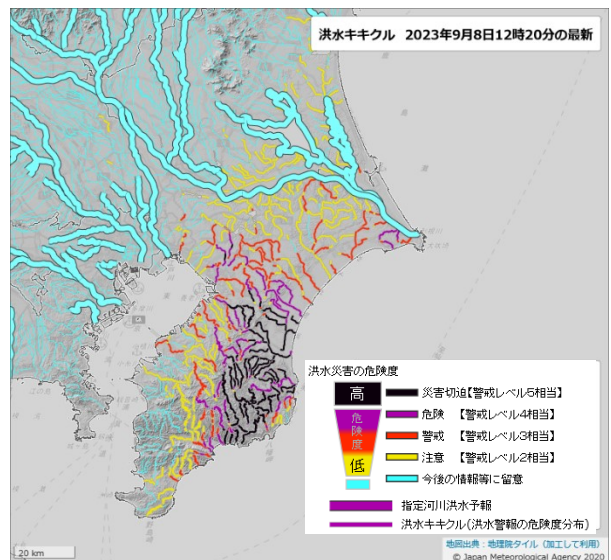 洪水キキクル 2023年9月8日12時20分の最新
洪水災害の危険度
高
危険度
低
災害切迫【警戒レベル5相当】
危険 【警戒レベル4相当】
警戒 【警戒レベル3相当】
注意 【警戒レベル2相当】
今後の情報等に留意
指定河川洪水予報
洪水キキクル(洪水警報の危険度分布)
20 km
地図出典：地理院タイル（加工して利用）
© Japan Meteorological Agency 2020